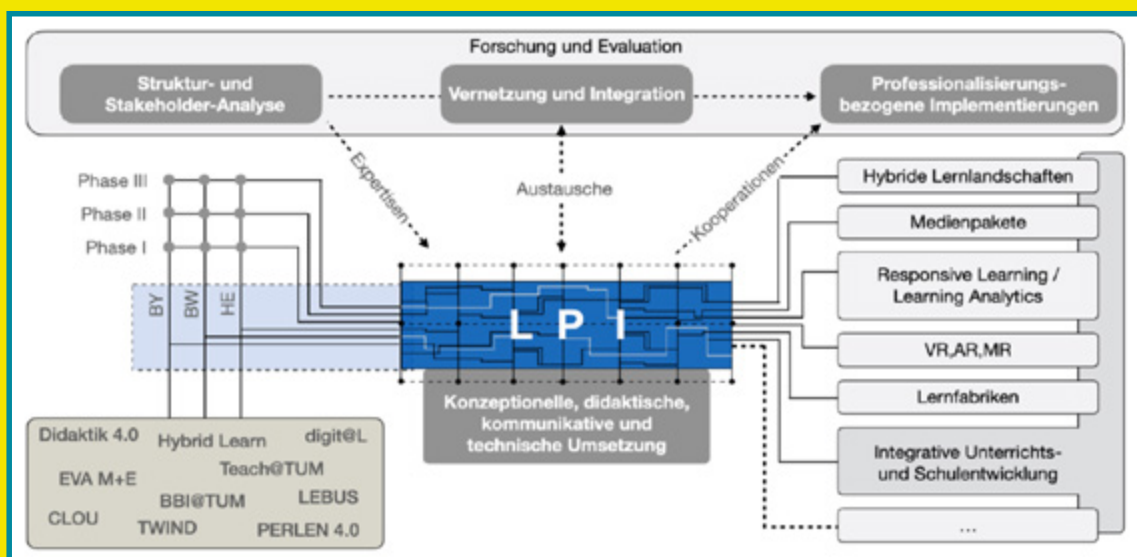 Forschung und Evaluation
Struktur- und
Stakeholder-Analyse
Vernetzung und Integration
Professionalisierungs-
bezogene Implementierungen
Expertisen
Austausche
Kooperationen
Phase III
Phase II
Phase I
BY
BW
HE
L P I
Konzeptionelle, didaktische,
kommunikative und
technische Umsetzung
Hybride Lernlandschaften
Medienpakete
Responsive Learning /
Learning Analytics
VR,AR,MR
Lernfabriken
Integrative Unterrichts-
und Schulentwicklung
...
Didaktik 4.0
Hybrid Learn
digit@L
EVA M+E
Teach@TUM
BBI@TUM
LEBUS
CLOU
TWIND
PERLEN 4.0